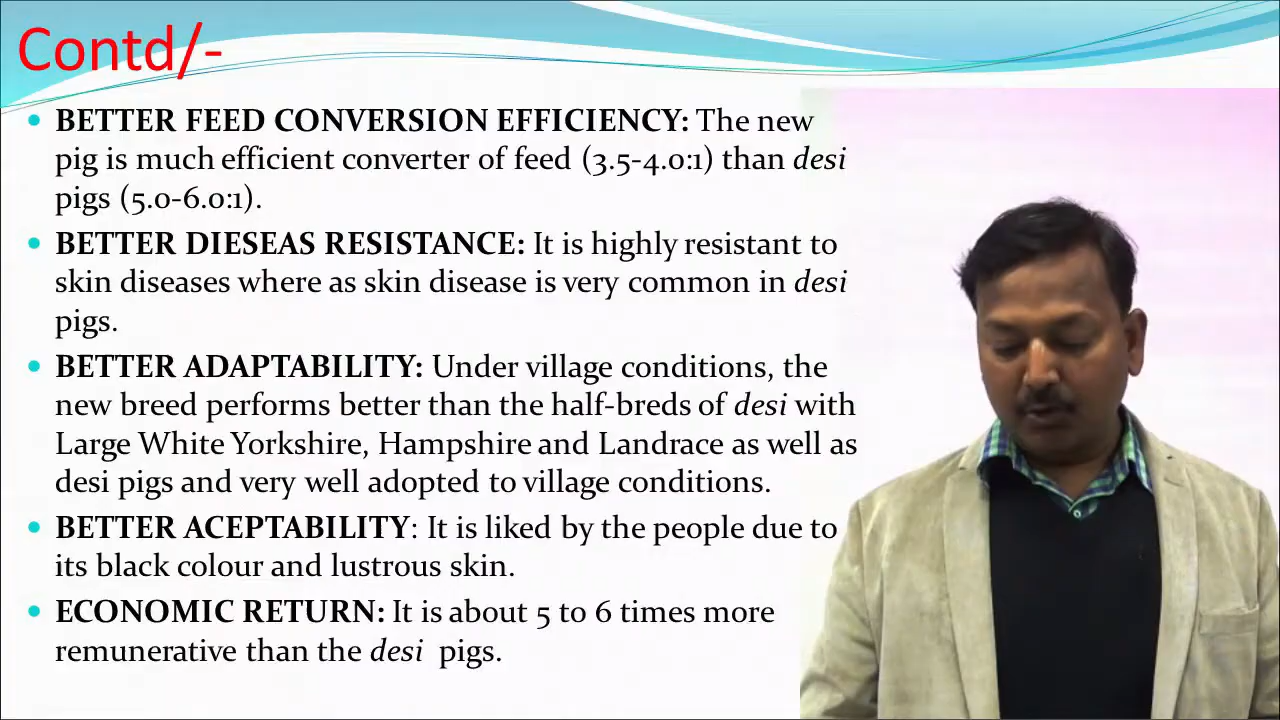 Contd/-
• BETTER FEED CONVERSION EFFICIENCY: The new
pig is much efficient converter of feed (3.5-4.0:1) than desi
pigs (5.0-6.0:1).
• BETTER DIESEAS RESISTANCE: It is highly resistant to
skin diseases where as skin disease is very common in desi
pigs.
• BETTER ADAPTABILITY: Under village conditions, the
new breed performs better than the half-breds of desi with
Large White Yorkshire, Hampshire and Landrace as well as
desi pigs and very well adopted to village conditions.
• BETTER ACEPTABILITY: It is liked by the people due to
its black colour and lustrous skin.
• ECONOMIC RETURN: It is about 5 to 6 times more
remunerative than the desi pigs.